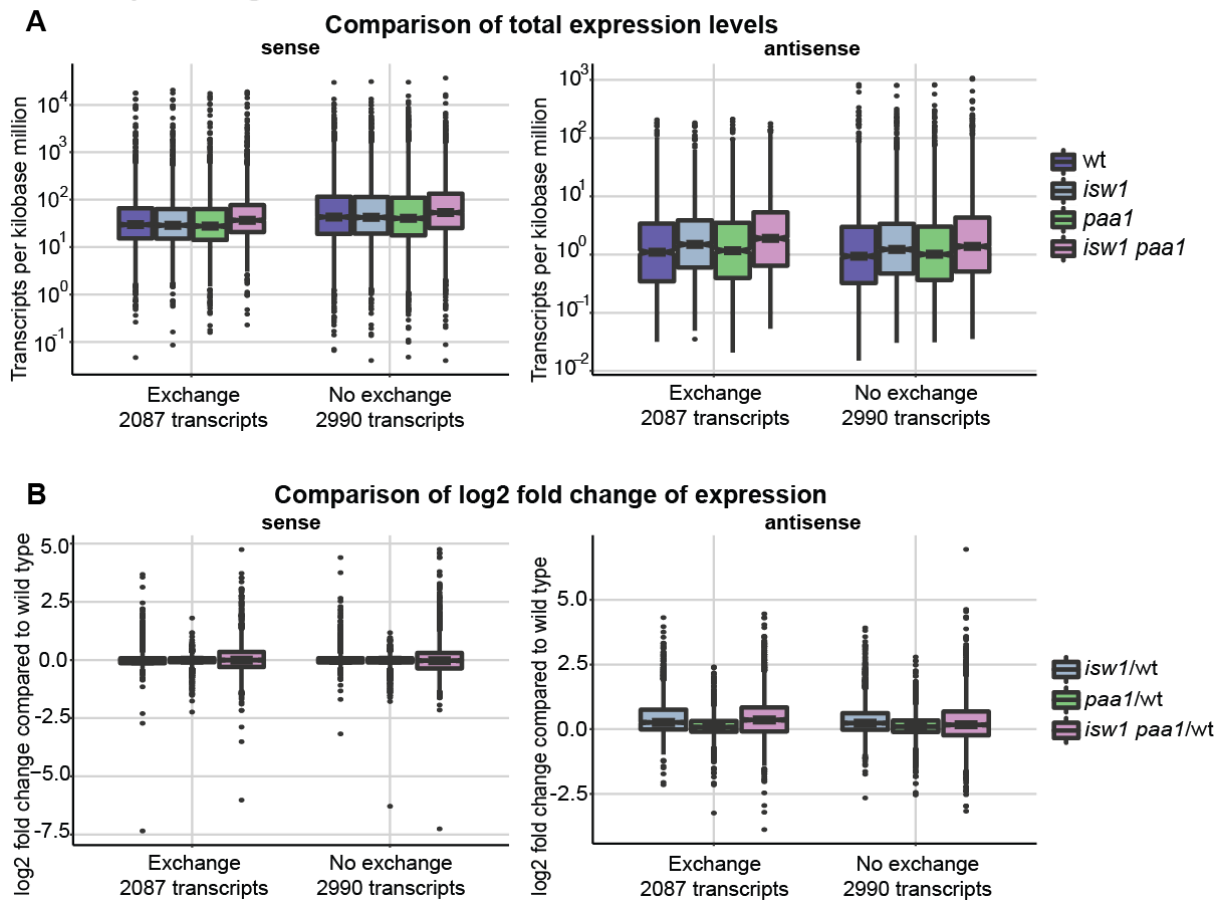 A
Comparison of total expression levels
sense
antisense
Transcripts per kilobase million
10^4
10^3
10^2
10^1
10^0
10^-1
Exchange
2087 transcripts
No exchange
2990 transcripts
Transcripts per kilobase million
10^3
10^2
10^1
10^0
10^-1
10^-2
Exchange
2087 transcripts
No exchange
2990 transcripts
wt
isw1
paa1
isw1 paa1
B
Comparison of log2 fold change of expression
sense
antisense
log2 fold change compared to wild type
5.0
2.5
0.0
-2.5
-5.0
-7.5
Exchange
2087 transcripts
No exchange
2990 transcripts
log2 fold change compared to wild type
5.0
2.5
0.0
-2.5
Exchange
2087 transcripts
No exchange
2990 transcripts
isw1/wt
paa1/wt
isw1 paa1/wt